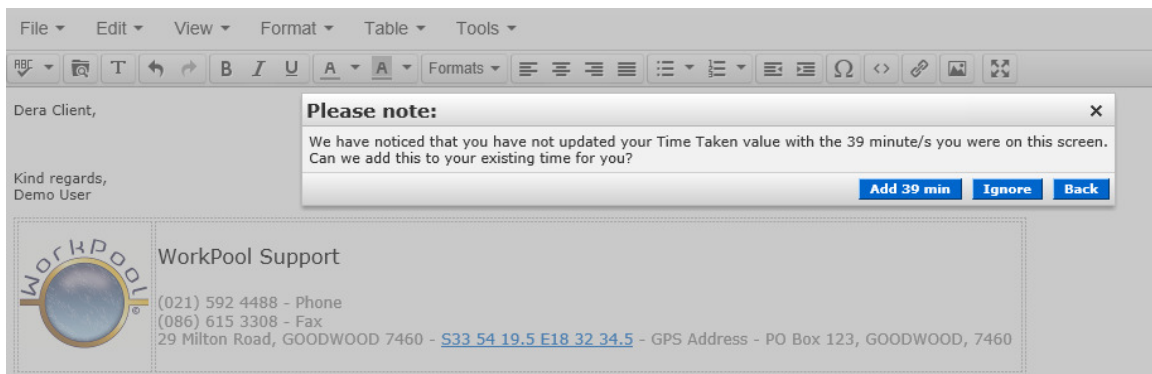 File Edit View Format Table Tools
ABC T B I U A A Formats Ω <>
Dera Client,
Please note: ×
We have noticed that you have not updated your Time Taken value with the 39 minute/s you were on this screen.
Can we add this to your existing time for you?
Kind regards,
Demo User
Add 39 min Ignore Back
WorkPool ®
WorkPool Support
(021) 592 4488 - Phone
(086) 615 3308 - Fax
29 Milton Road, GOODWOOD 7460 - S33 54 19.5 E18 32 34.5 - GPS Address - PO Box 123, GOODWOOD, 7460